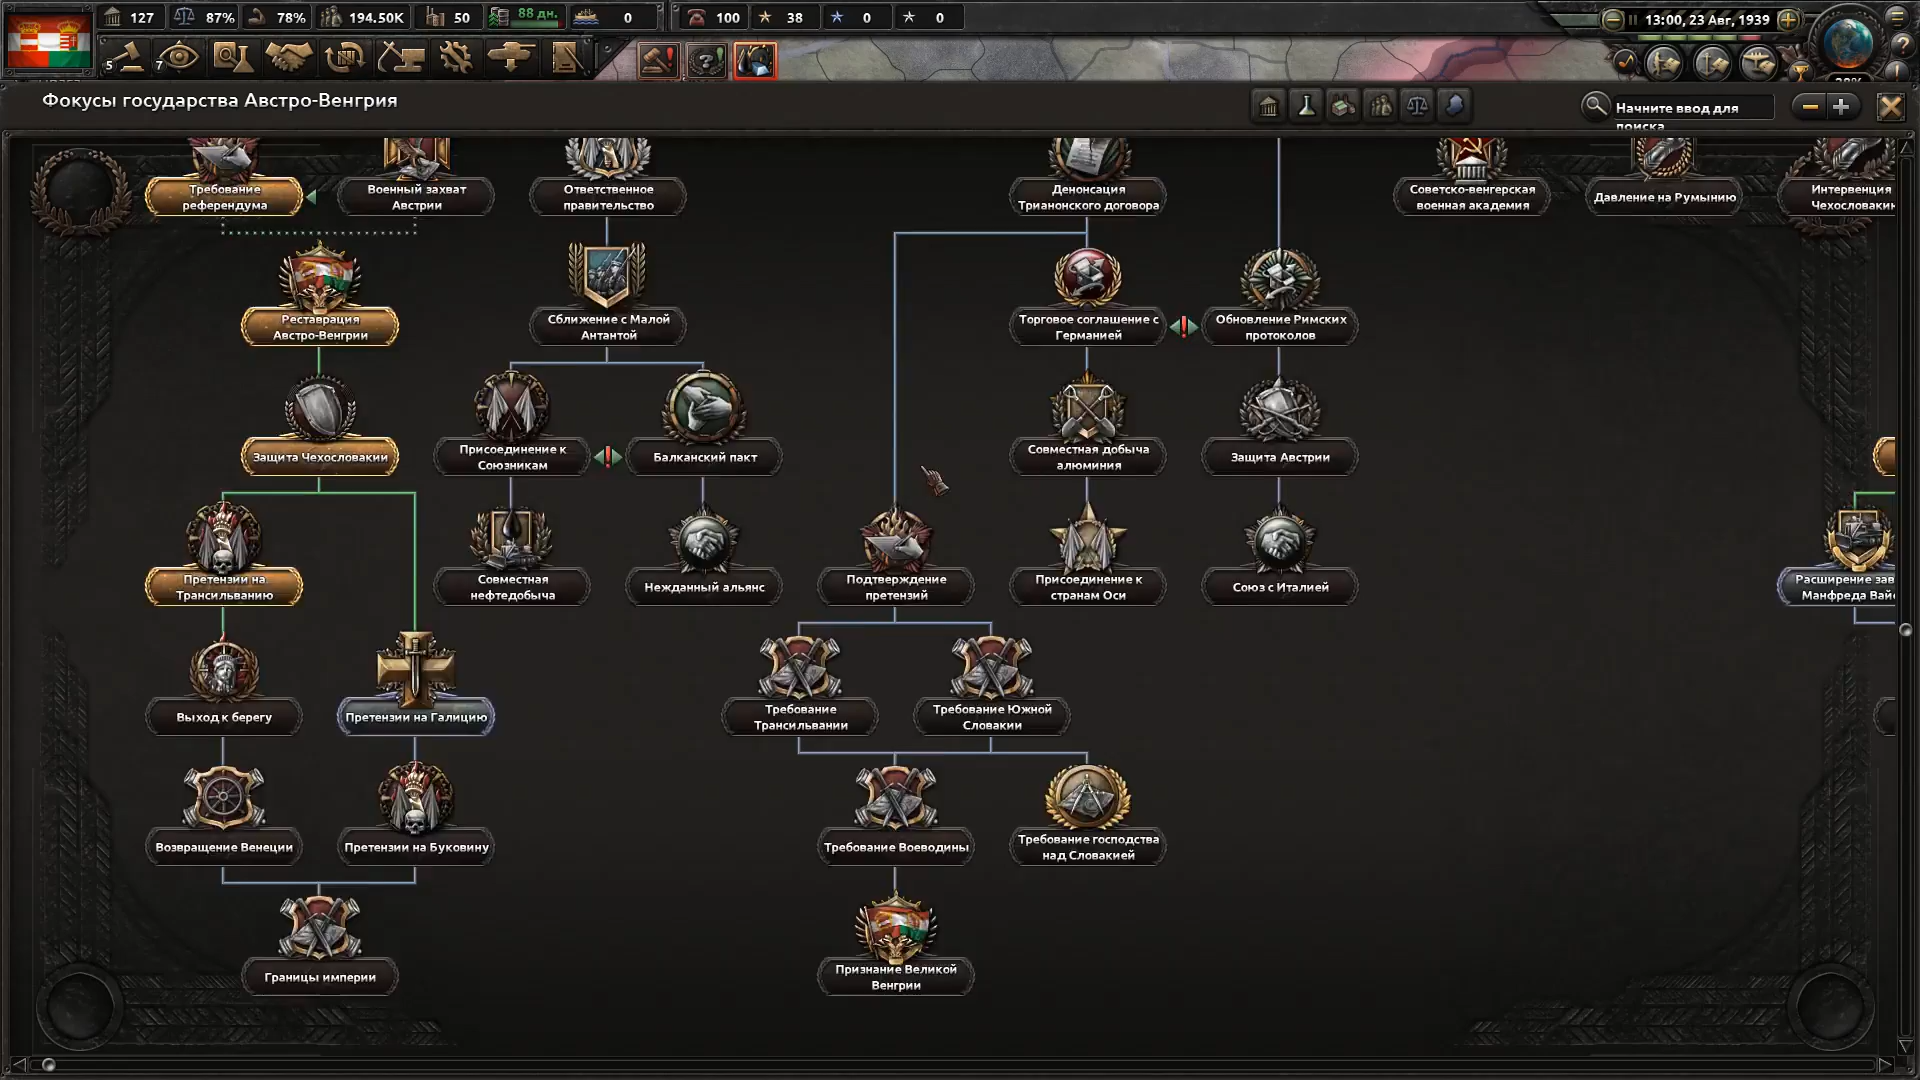 127
87%
78%
194.50K
50
88 дн.
0
100
38
0
0
13:00, 23 Авг, 1939
5
7
Фокусы государства Австро-Венгрия
Начните ввод для
поиска
Требование
референдума
Военный захват
Австрии
Ответственное
правительство
Денонсация
Трианонского договора
Советско-венгерская
военная академия
Давление на Румынию
Интервенция
Чехословакик
Реставрация
Австро-Венгрии
Сближение с Малой
Антантой
Торговое соглашение с
Германией
Обновление Римских
протоколов
Защита Чехословакии
Присоединение к
Союзникам
Балканский пакт
Совместная добыча
алюминия
Защита Австрии
Претензии на
Трансильванию
Совместная
нефтедобыча
Нежданный альянс
Подтверждение
претензий
Присоединение к
странам Оси
Союз с Италией
Расширение зав
Манфреда Вайс
Выход к берегу
Претензии на Галицию
Требование
Трансильвании
Требование Южной
Словакии
Возвращение Венеции
Претензии на Буковину
Требование Воеводины
Требование господства
над Словакией
Границы империи
Признание Великой
Венгрии